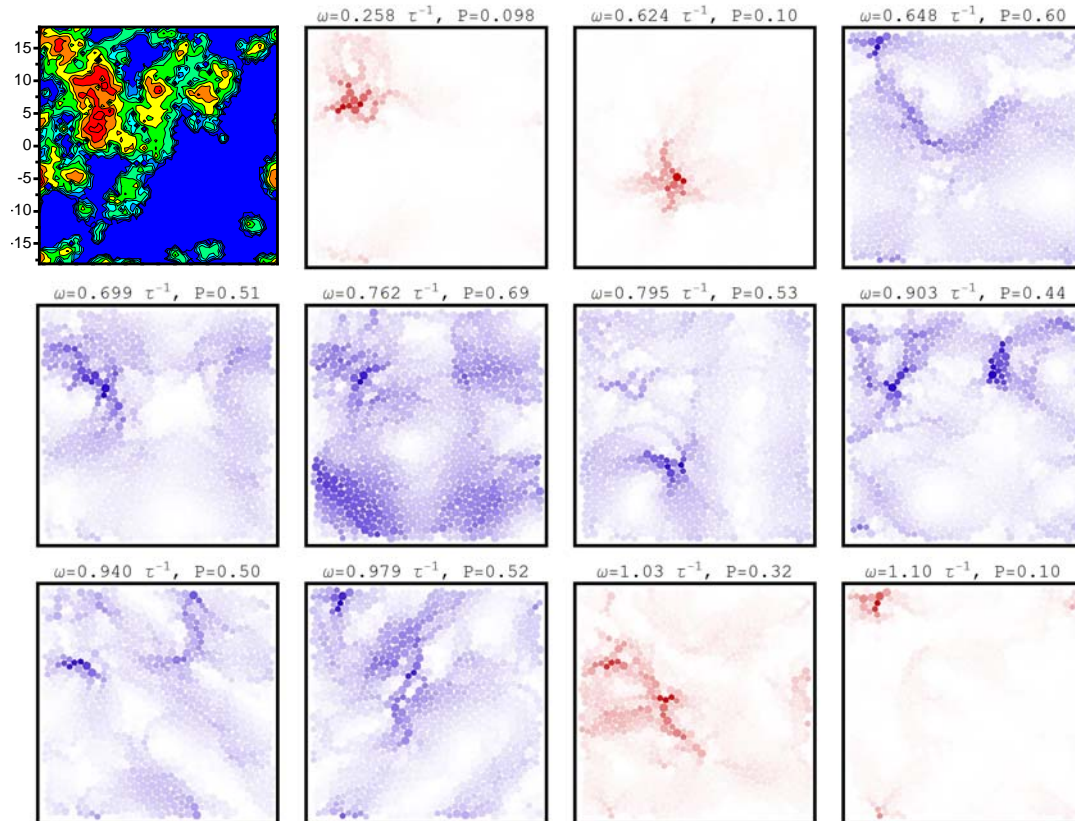 ω=0.258 τ⁻¹, P=0.098
ω=0.624 τ⁻¹, P=0.10
ω=0.648 τ⁻¹, P=0.60
15
10
5
0
-5
-10
-15
ω=0.699 τ⁻¹, P=0.51
ω=0.762 τ⁻¹, P=0.69
ω=0.795 τ⁻¹, P=0.53
ω=0.903 τ⁻¹, P=0.44
ω=0.940 τ⁻¹, P=0.50
ω=0.979 τ⁻¹, P=0.52
ω=1.03 τ⁻¹, P=0.32
ω=1.10 τ⁻¹, P=0.10